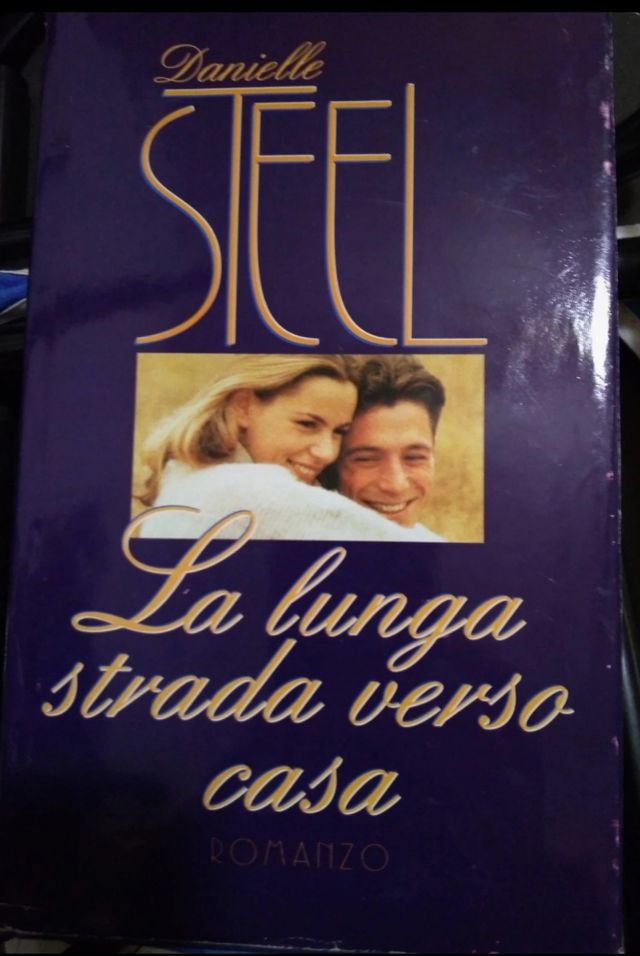 Danielle
STEEL
La lunga
strada verso
casa
ROMANZO